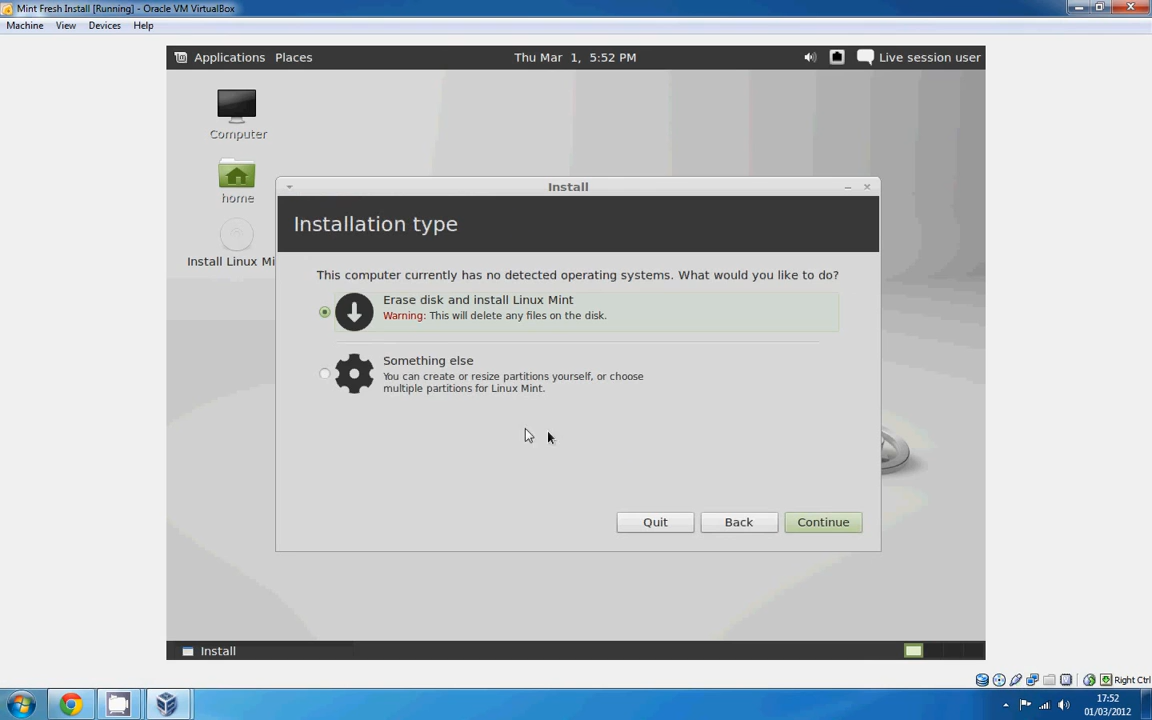 Mint Fresh Install [Running] - Oracle VM VirtualBox
Machine View Devices Help
Applications Places Thu Mar 1, 5:52 PM Live session user
Computer
home
Install Linux Mi
Install
Installation type
This computer currently has no detected operating systems. What would you like to do?
Erase disk and install Linux Mint
Warning: This will delete any files on the disk.
Something else
You can create or resize partitions yourself, or choose
multiple partitions for Linux Mint.
Quit Back Continue
Install
Right Ctrl
17:52
01/03/2012